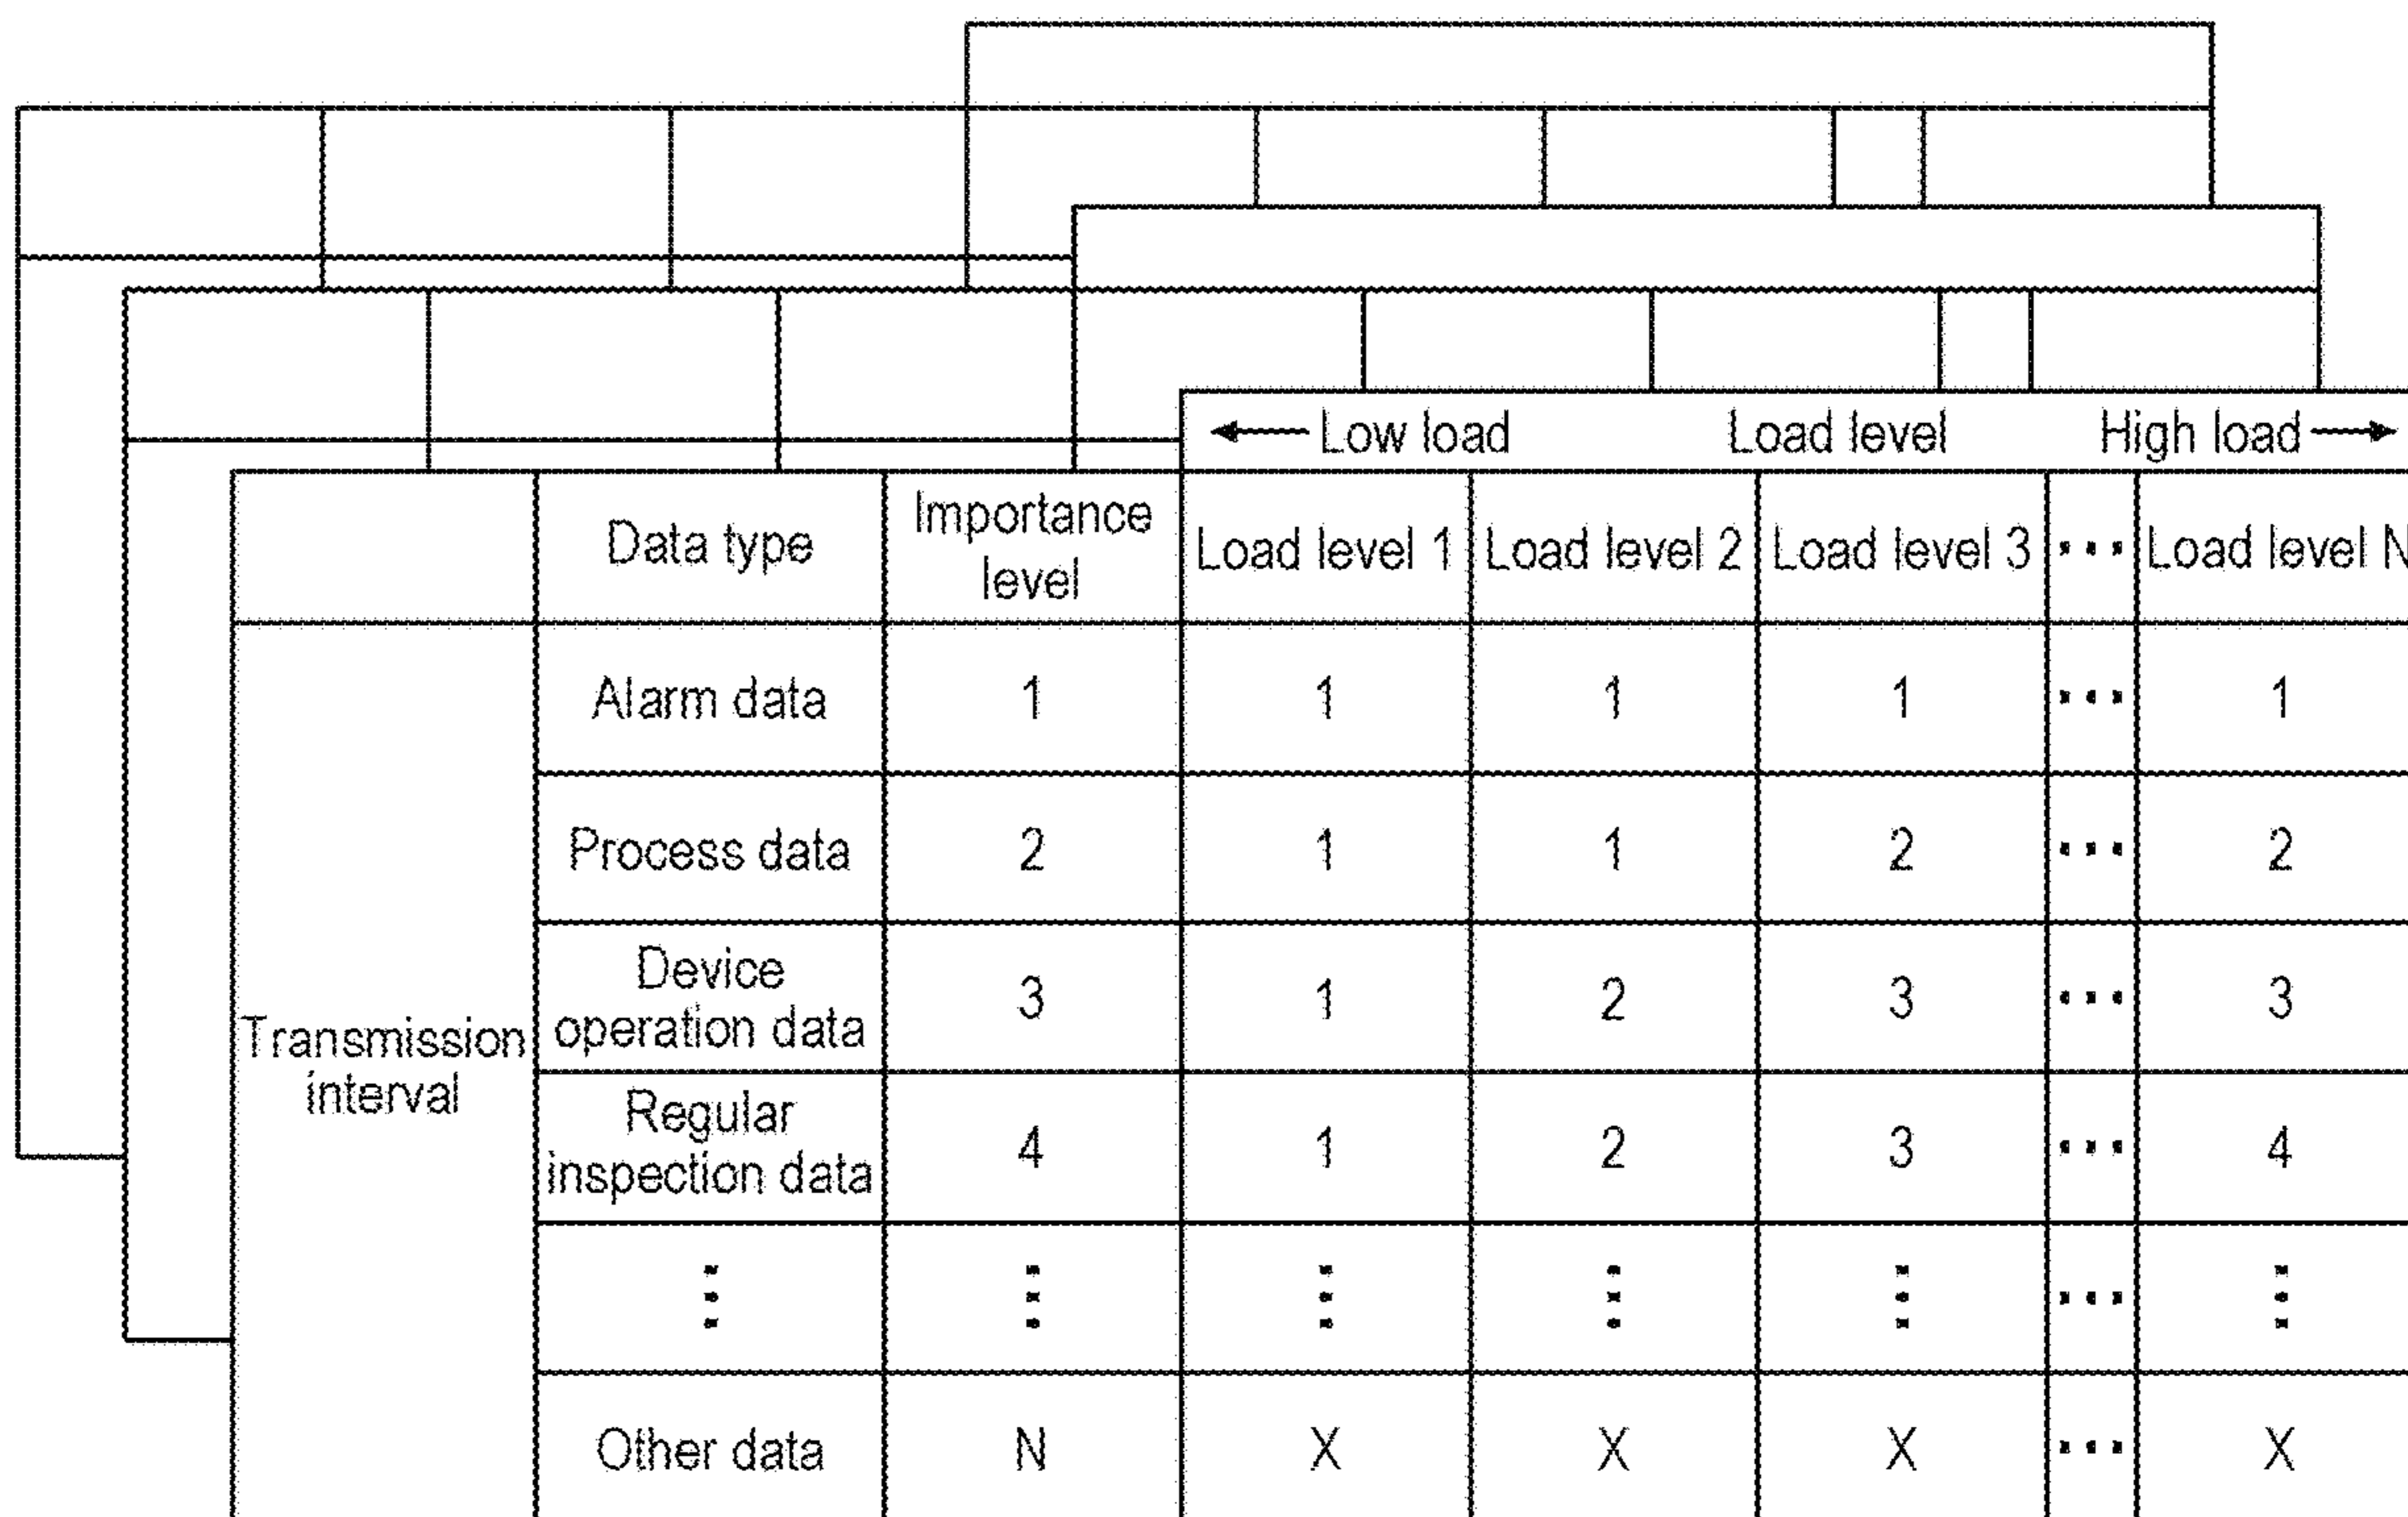 ← Low load Load level High load →
Data type Importance level Load level 1 Load level 2 Load level 3 ... Load level N
Transmission interval
Alarm data 1 1 1 1 ... 1
Process data 2 1 1 2 ... 2
Device operation data 3 1 2 3 ... 3
Regular inspection data 4 1 2 3 ... 4
⋮ ⋮ ⋮ ⋮ ⋮ ... ⋮
Other data N X X X ... X